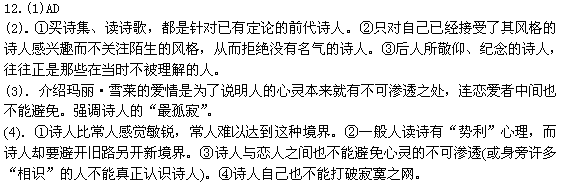 12.(1)AD
(2).①买诗集、读诗歌，都是针对已有定论的前代诗人。②只对自己已经接受了其风格的
诗人感兴趣而不关注陌生的风格，从而拒绝没有名气的诗人。③后人所敬仰、纪念的诗人，
往往正是那些在当时不被理解的人。
(3). 介绍玛丽·雪莱的爱情是为了说明人的心灵本来就有不可渗透之处，连恋爱者中间也
不能避免。强调诗人的“最孤寂”。
(4). ①诗人比常人感觉敏锐，常人难以达到这种境界。②一般人读诗有“势利”心理，而
诗人却要避开旧路另开新境界。③诗人与恋人之间也不能避免心灵的不可渗透(或身旁许多
“相识”的人不能真正认识诗人)。④诗人自己也不能打破寂寞之网。